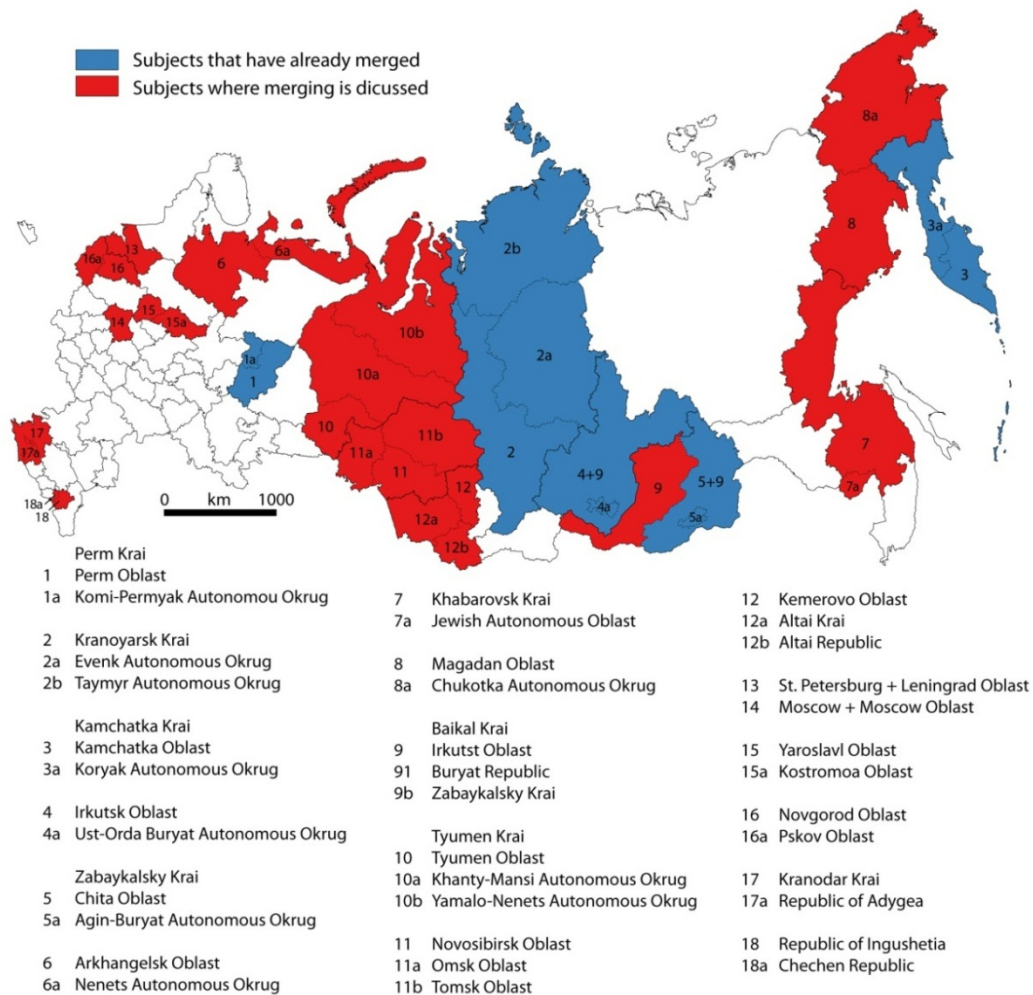 Subjects that have already merged
Subjects where merging is dicussed
8a
2b
8
3a
3
16a
13
16
6
6a
15
14
15a
10b
1a
1
10a
2a
17
17a
10
11b
11a
11
2
4+9
9
5+9
7
7a
12
4a
5a
18a
18
12a
12b
0 km 1000
Perm Krai
1 Perm Oblast
1a Komi-Permyak Autonomou Okrug
2 Kranoyarsk Krai
2a Evenk Autonomous Okrug
2b Taymyr Autonomous Okrug
Kamchatka Krai
3 Kamchatka Oblast
3a Koryak Autonomous Okrug
4 Irkutsk Oblast
4a Ust-Orda Buryat Autonomous Okrug
Zabaykalsky Krai
5 Chita Oblast
5a Agin-Buryat Autonomous Okrug
6 Arkhangelsk Oblast
6a Nenets Autonomous Okrug
7 Khabarovsk Krai
7a Jewish Autonomous Oblast
8 Magadan Oblast
8a Chukotka Autonomous Okrug
Baikal Krai
9 Irkutst Oblast
91 Buryat Republic
9b Zabaykalsky Krai
Tyumen Krai
10 Tyumen Oblast
10a Khanty-Mansi Autonomous Okrug
10b Yamalo-Nenets Autonomous Okrug
11 Novosibirsk Oblast
11a Omsk Oblast
11b Tomsk Oblast
12 Kemerovo Oblast
12a Altai Krai
12b Altai Republic
13 St. Petersburg + Leningrad Oblast
14 Moscow + Moscow Oblast
15 Yaroslavl Oblast
15a Kostromoa Oblast
16 Novgorod Oblast
16a Pskov Oblast
17 Kranodar Krai
17a Republic of Adygea
18 Republic of Ingushetia
18a Chechen Republic